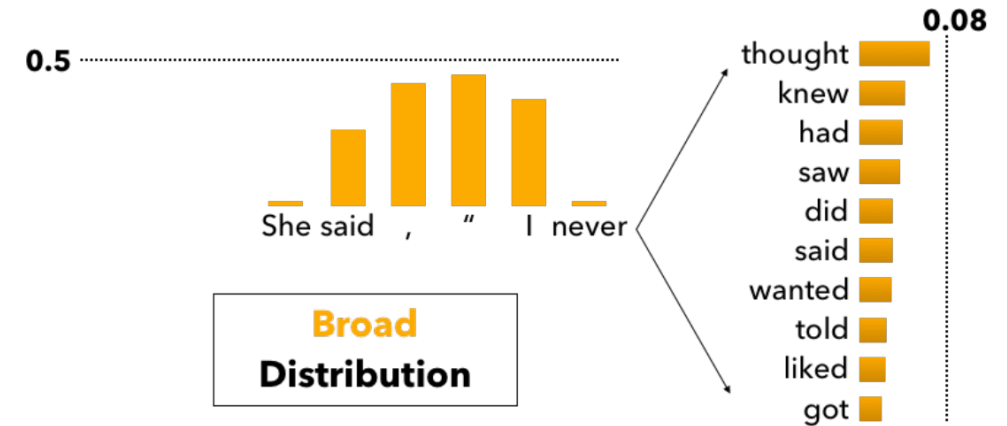 0.08
0.5
thought
knew
had
saw
did
She said , “ I never
said
wanted
Broad
told
Distribution
liked
got